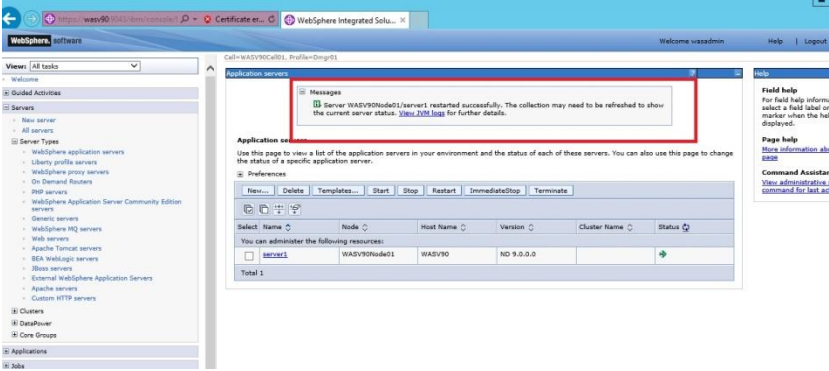 https://wasv90:9043/ibm/console/l
Certificate er...
WebSphere Integrated Solu...
WebSphere. software
Welcome wasadmin
Help | Logout
Cell=WASV90Cell01, Profile=Dmgr01
View: All tasks
Welcome
Guided Activities
Servers
New server
All servers
Server Types
WebSphere application servers
Liberty profile servers
WebSphere proxy servers
On Demand Routers
PHP servers
WebSphere Application Server Community Edition
servers
Generic servers
WebSphere MQ servers
Web servers
Apache Tomcat servers
BEA WebLogic servers
JBoss servers
External WebSphere Application Servers
Apache servers
Custom HTTP servers
Clusters
DataPower
Core Groups
Applications
Jobs
Application servers
Messages
Server WASV90Node01/server1 restarted successfully. The collection may need to be refreshed to show
the current server status. View JVM logs for further details.
Application servers
Use this page to view a list of the application servers in your environment and the status of each of these servers. You can also use this page to change
the status of a specific application server.
Preferences
New... Delete Templates... Start Stop Restart ImmediateStop Terminate
Select Name Node Host Name Version Cluster Name Status
You can administer the following resources:
server1 WASV90Node01 WASV90 ND 9.0.0.0
Total 1
Help
Field help
For field help informa
select a field label or
marker when the hel
displayed.
Page help
More information abo
page
Command Assistan
View administrative
command for last ac